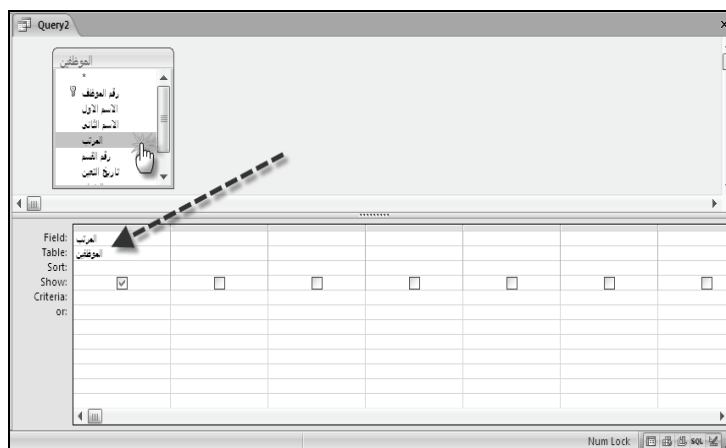 Query2
الموظفين
*
رقم الموظف
الاسم الاول
الاسم الثانى
المرتب
رقم القسم
تاريخ التعين
Field: المرتب
Table: الموظفين
Sort:
Show:
Criteria:
or:
Num Lock
SQL